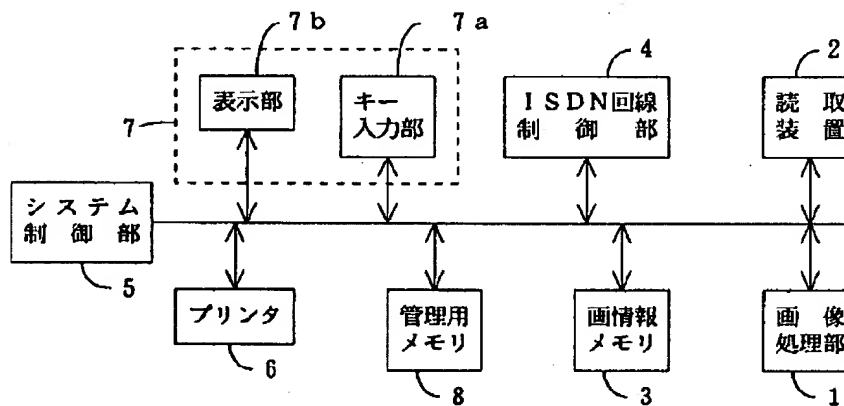 7b
7a
4
2
表示部
キー
入力部
ISDN回線
制御部
読取
装置
7
システム
制御部
5
プリンタ
管理用
メモリ
画情報
メモリ
画像
処理部
6
8
3
1